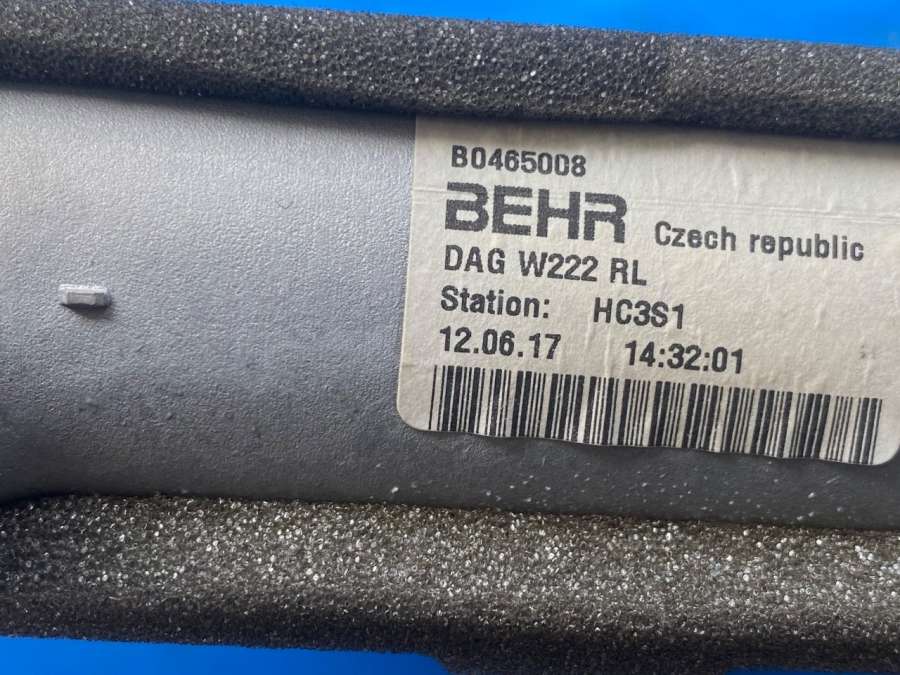 B0465008
BEHR Czech republic
DAG W222 RL
Station: HC3S1
12.06.17 14:32:01